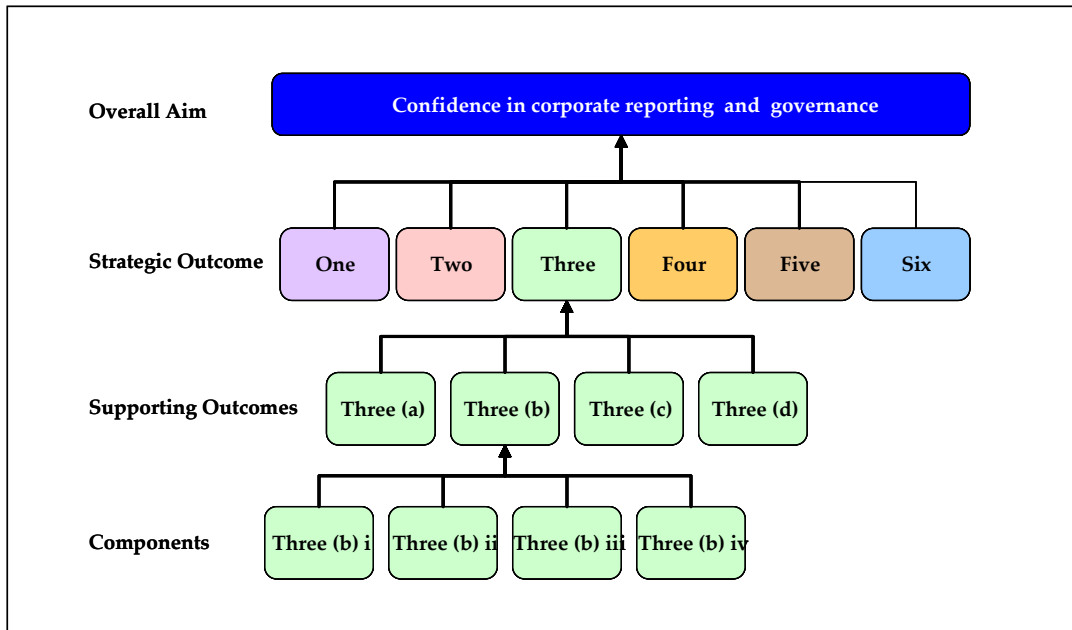 Overall Aim
Confidence in corporate reporting and governance
Strategic Outcome
One
Two
Three
Four
Five
Six
Supporting Outcomes
Three (a)
Three (b)
Three (c)
Three (d)
Components
Three (b) i
Three (b) ii
Three (b) iii
Three (b) iv